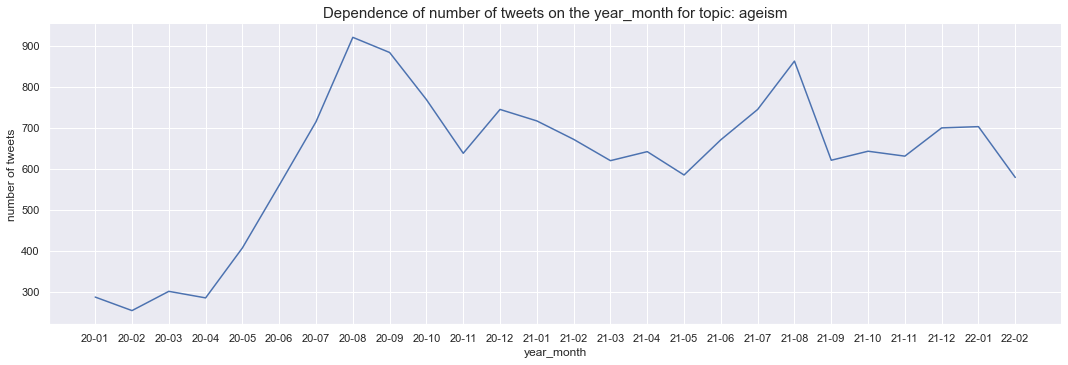 Dependence of number of tweets on the year_month for topic: ageism
number of tweets
900
800
700
600
500
400
300
20-01 20-02 20-03 20-04 20-05 20-06 20-07 20-08 20-09 20-10 20-11 20-12 21-01 21-02 21-03 21-04 21-05 21-06 21-07 21-08 21-09 21-10 21-11 21-12 22-01 22-02
year_month